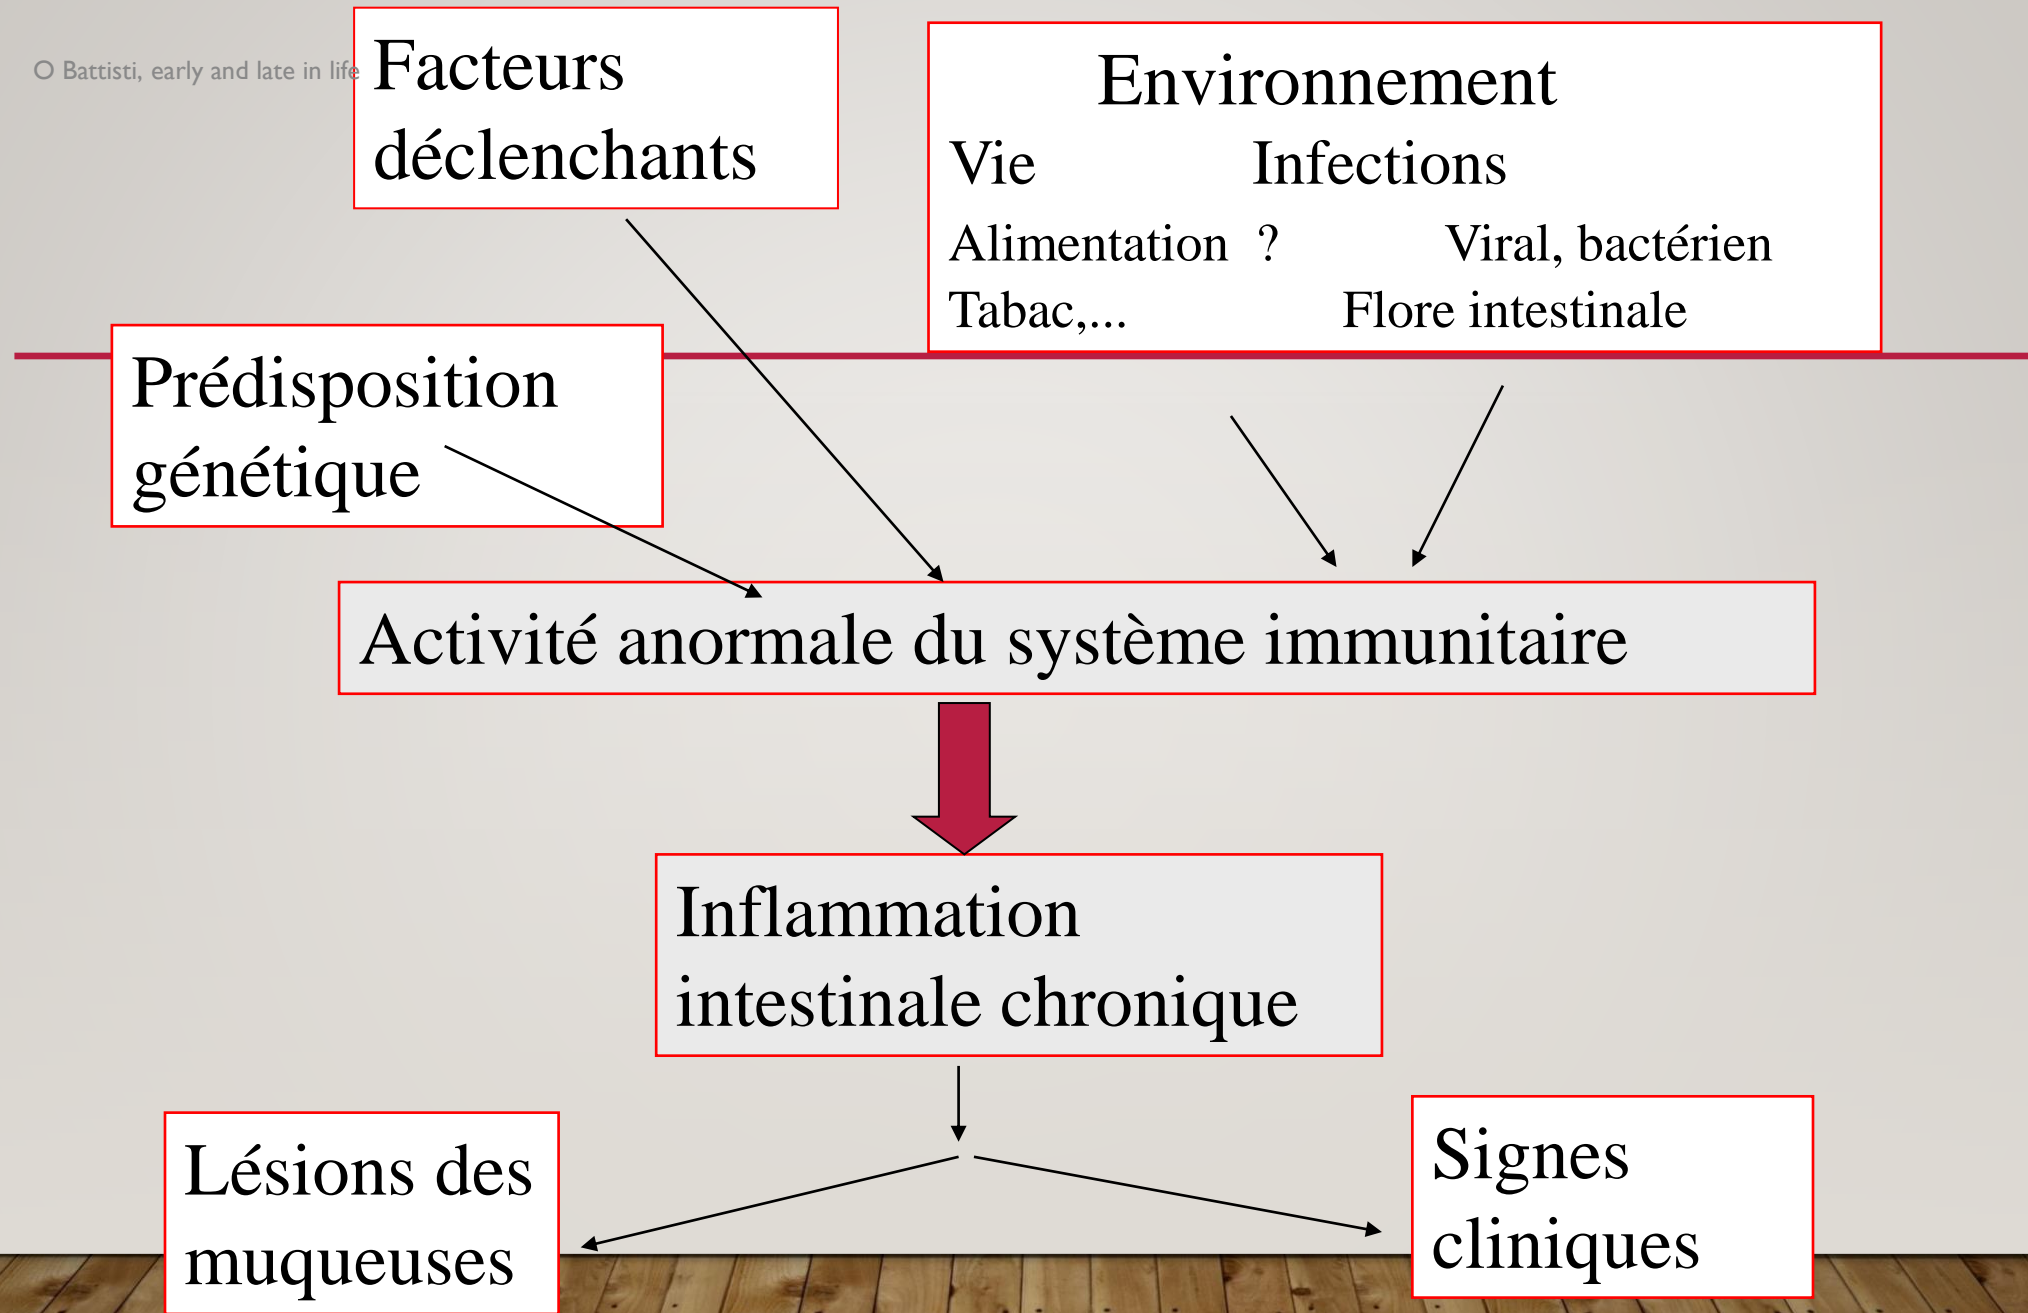 O Battisti, early and late in life
Facteurs
déclenchants
Environnement
Vie Infections
Alimentation ? Viral, bactérien
Tabac,... Flore intestinale
Prédisposition
génétique
Activité anormale du système immunitaire
Inflammation
intestinale chronique
Lésions des
muqueuses
Signes
cliniques